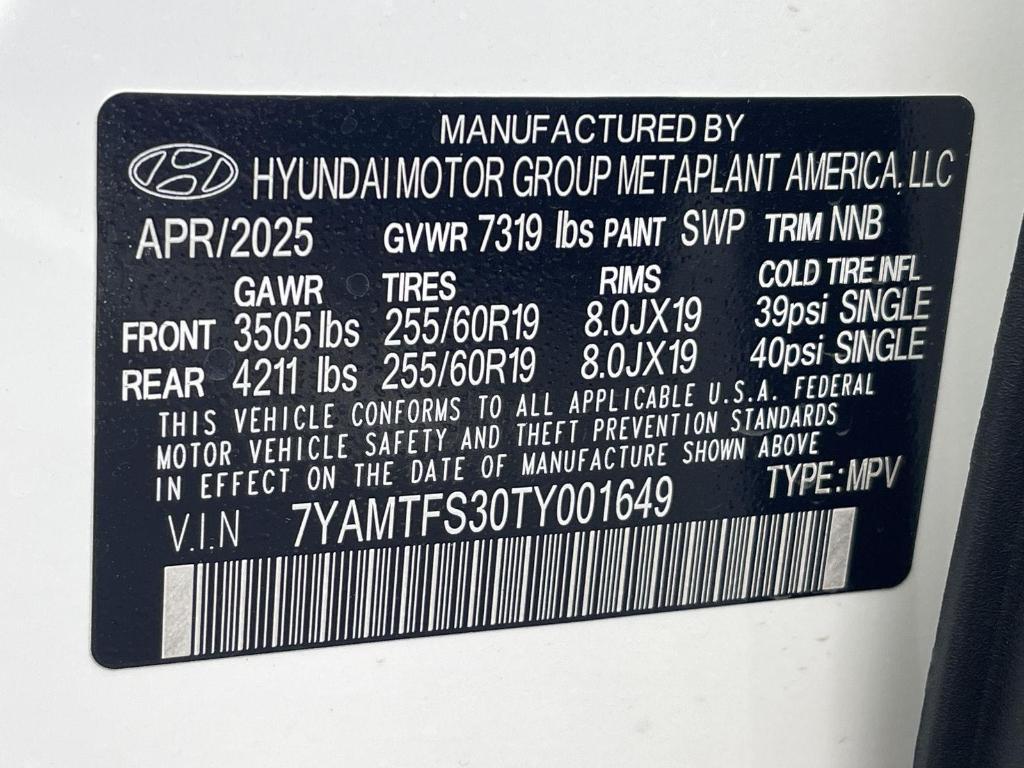 MANUFACTURED BY
HYUNDAI MOTOR GROUP METAPLANT AMERICA, LLC
APR/2025 GVWR 7319 lbs PAINT SWP TRIM NNB
GAWR TIRES RIMS COLD TIRE INFL
FRONT 3505 lbs 255/60R19 8.0JX19 39psi SINGLE
REAR 4211 lbs 255/60R19 8.0JX19 40psi SINGLE
THIS VEHICLE CONFORMS TO ALL APPLICABLE U.S.A. FEDERAL
MOTOR VEHICLE SAFETY AND THEFT PREVENTION STANDARDS
IN EFFECT ON THE DATE OF MANUFACTURE SHOWN ABOVE
V.I.N 7YAMTFS30TY001649 TYPE:MPV